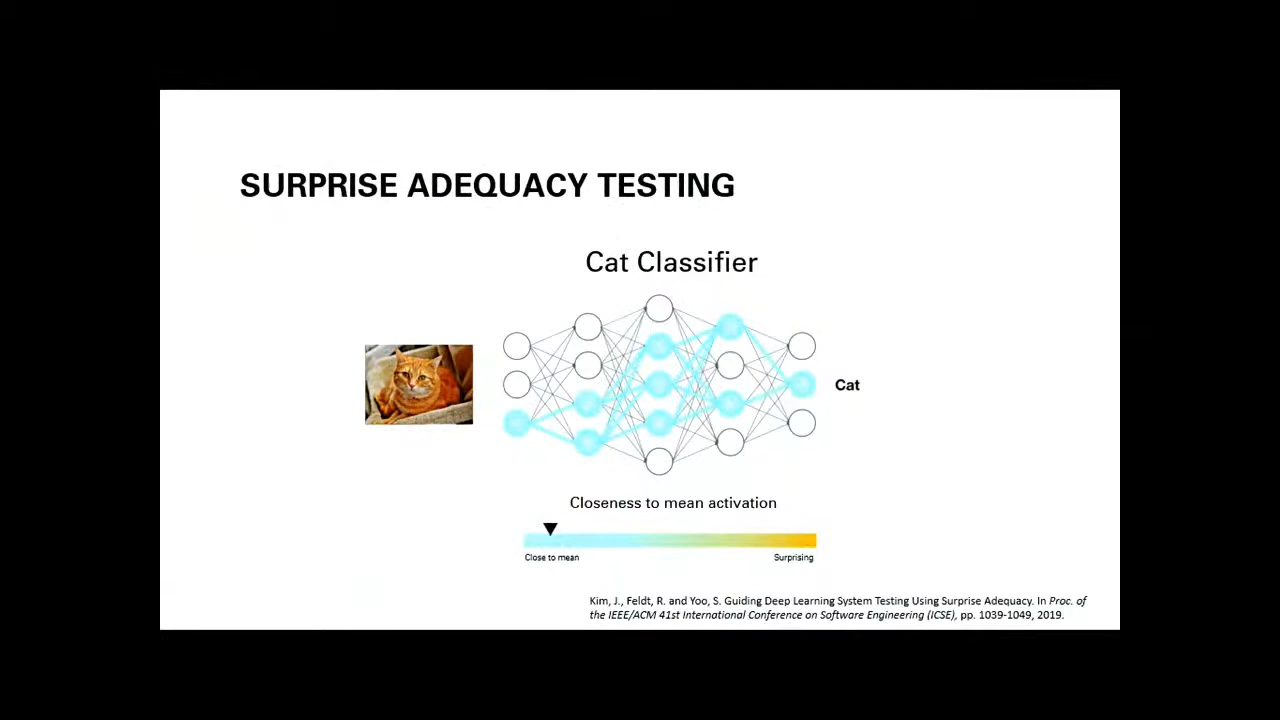 SURPRISE ADEQUACY TESTING
Cat Classifier
Cat
Closeness to mean activation
Close to mean
Surprising
Kim, J., Feldt, R. and Yoo, S. Guiding Deep Learning System Testing Using Surprise Adequacy. In Proc. of
the IEEE/ACM 41st International Conference on Software Engineering (ICSE), pp. 1039-1049, 2019.